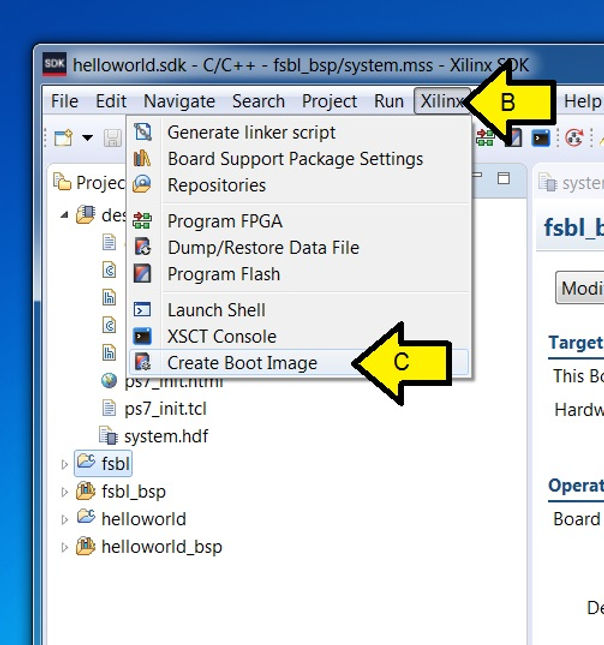 SDK helloworld.sdk - C/C++ - fsbl_bsp/system.mss - Xilinx SDK
File Edit Navigate Search Project Run Xilinx B Help
Generate linker script
Board Support Package Settings
Repositories
Program FPGA
Dump/Restore Data File
Program Flash
Launch Shell
XSCT Console
Create Boot Image C
Projec
des
ps7_init.html
ps7_init.tcl
system.hdf
fsbl
fsbl_bsp
helloworld
helloworld_bsp
syste
fsbl_b
Modi
Target
This Bo
Hardw
Operat
Board
De